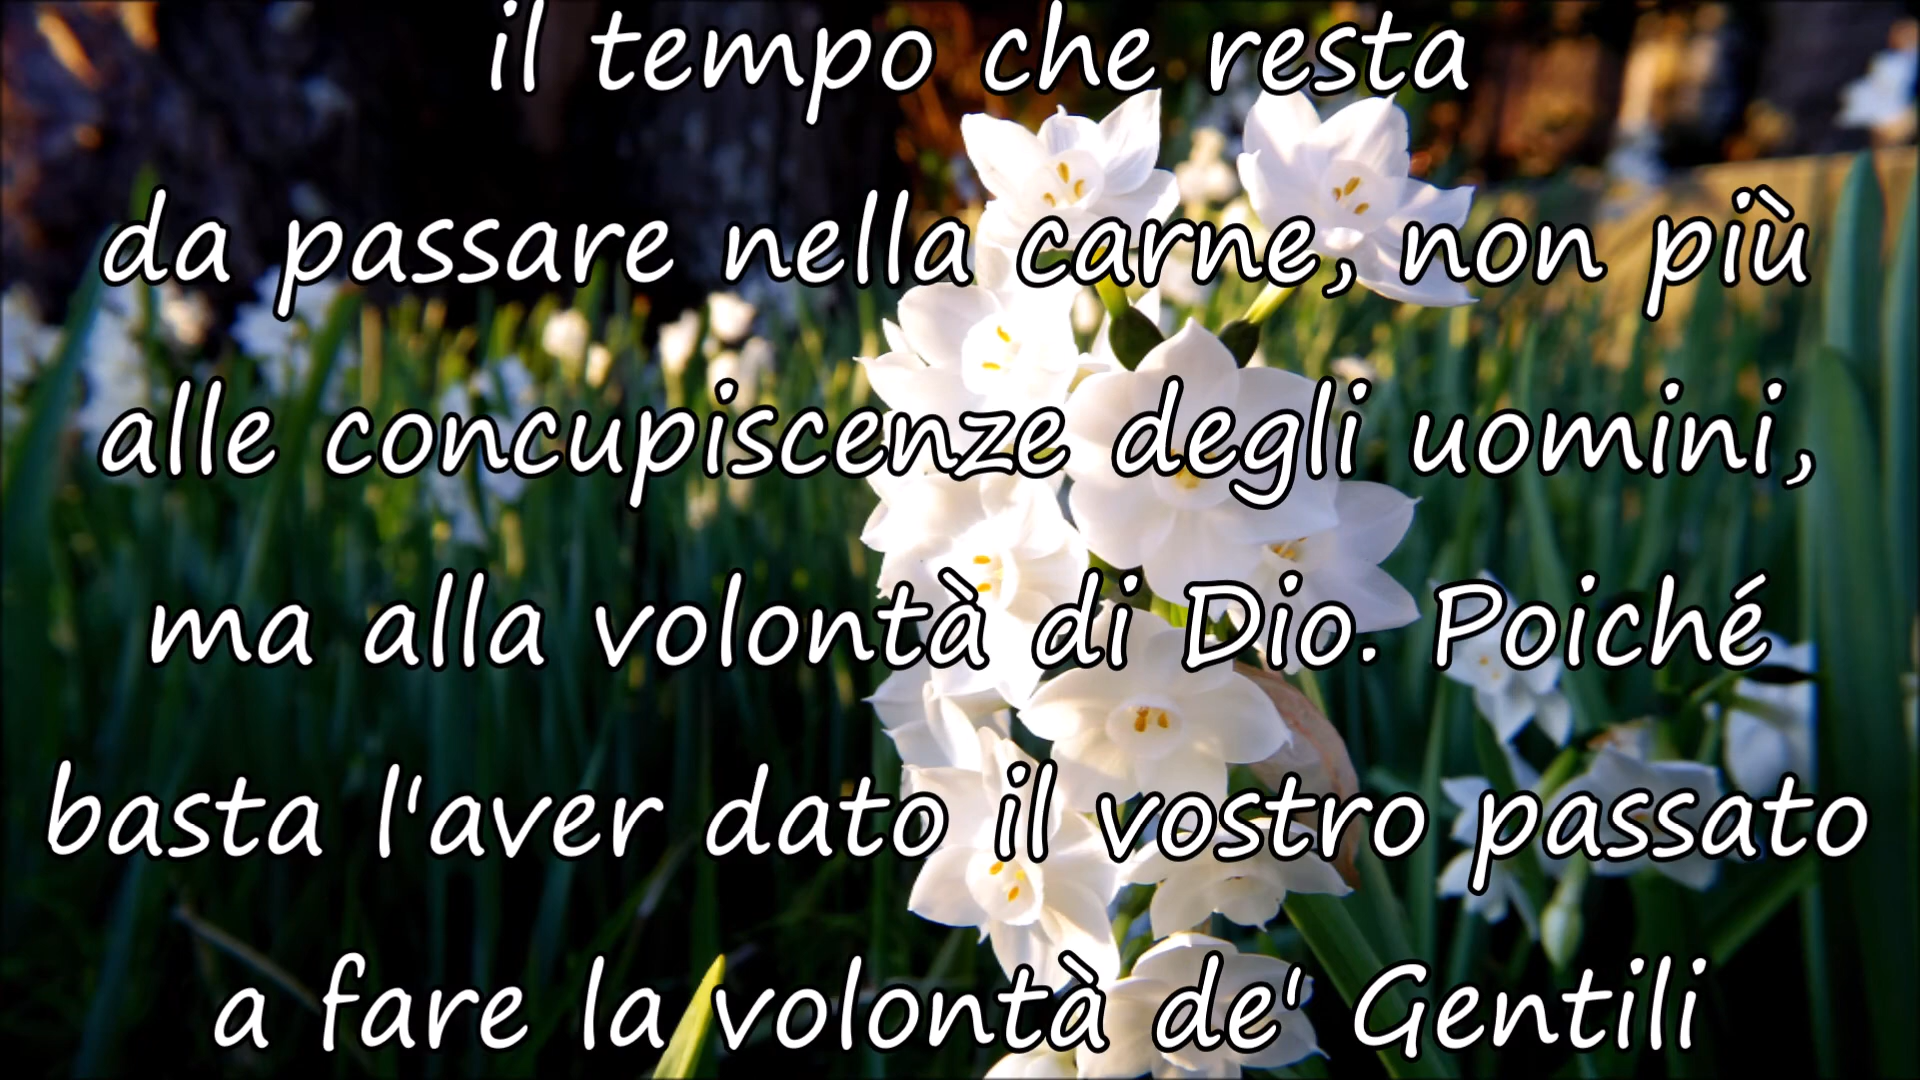 il tempo che resta
da passare nella carne, non più
alle concupiscenze degli uomini,
ma alla volontà di Dio. Poiché
basta l'aver dato il vostro passato
a fare la volontà de' Gentili